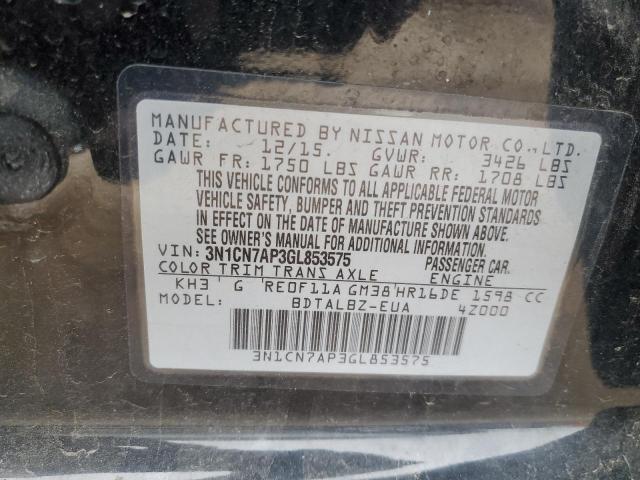 MANUFACTURED BY NISSAN MOTOR CO.,LTD.
DATE: 12/15. GVWR: 3426 LBS
GAWR FR: 1750 LBS GAWR RR: 1708 LBS
THIS VEHICLE CONFORMS TO ALL APPLICABLE FEDERAL MOTOR
VEHICLE SAFETY, BUMPER AND THEFT PREVENTION STANDARDS
IN EFFECT ON THE DATE OF MANUFACTURE SHOWN ABOVE.
SEE OWNER'S MANUAL FOR ADDITIONAL INFORMATION.
VIN: 3N1CN7AP3GL853575 PASSENGER CAR.
COLOR TRIM TRANS AXLE ENGINE
KH3 G RE0F11A GM38 HR16DE 1598 CC
MODEL: BDTALBZ-EUA 4Z000
3N1CN7AP3GL853575